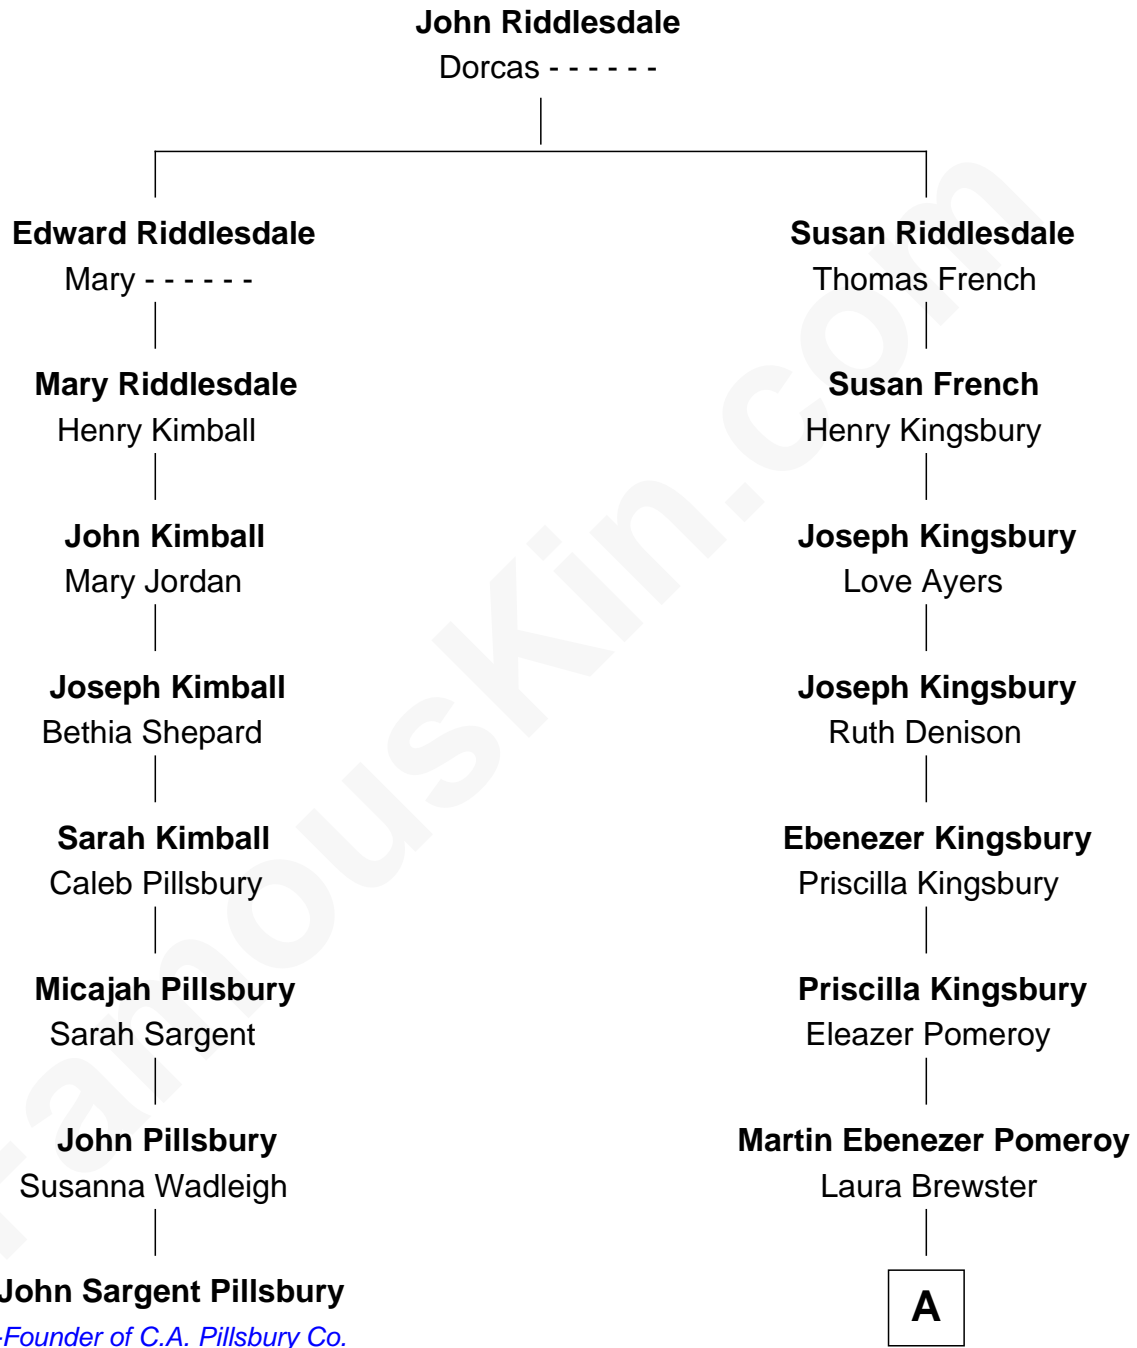 John Riddlesdale
Dorcas - - - - - -
Edward Riddlesdale
Mary - - - - - -
Susan Riddlesdale
Thomas French
Mary Riddlesdale
Henry Kimball
Susan French
Henry Kingsbury
John Kimball
Mary Jordan
Joseph Kingsbury
Love Ayers
Joseph Kimball
Bethia Shepard
Joseph Kingsbury
Ruth Denison
Sarah Kimball
Caleb Pillsbury
Ebenezer Kingsbury
Priscilla Kingsbury
Micajah Pillsbury
Sarah Sargent
Priscilla Kingsbury
Eleazer Pomeroy
John Pillsbury
Susanna Wadleigh
Martin Ebenezer Pomeroy
Laura Brewster
John Sargent Pillsbury
-Founder of C.A. Pillsbury Co.
A
FamousKin.com